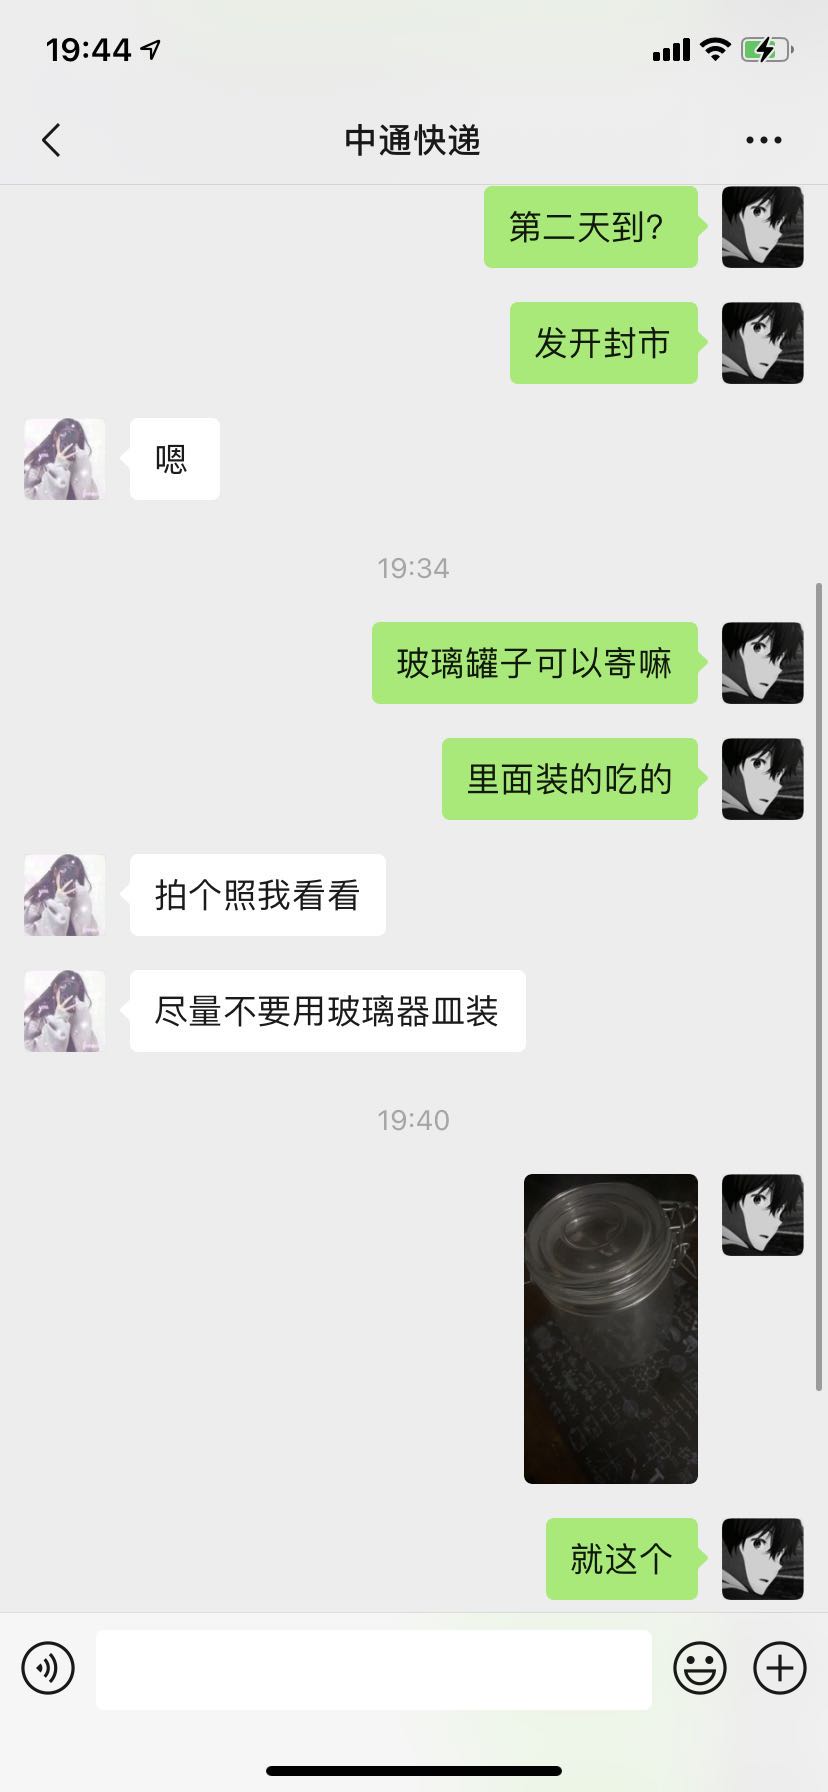 19:44
中通快递
第二天到?
发开封市
嗯
19:34
玻璃罐子可以寄嘛
里面装的吃的
拍个照我看看
尽量不要用玻璃器皿装
19:40
就这个